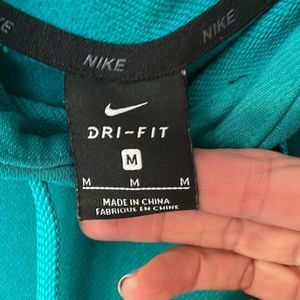 NIKE
NIKE
DRI-FIT
M
M M M
MADE IN CHINA
FABRIQUÉ EN CHINE